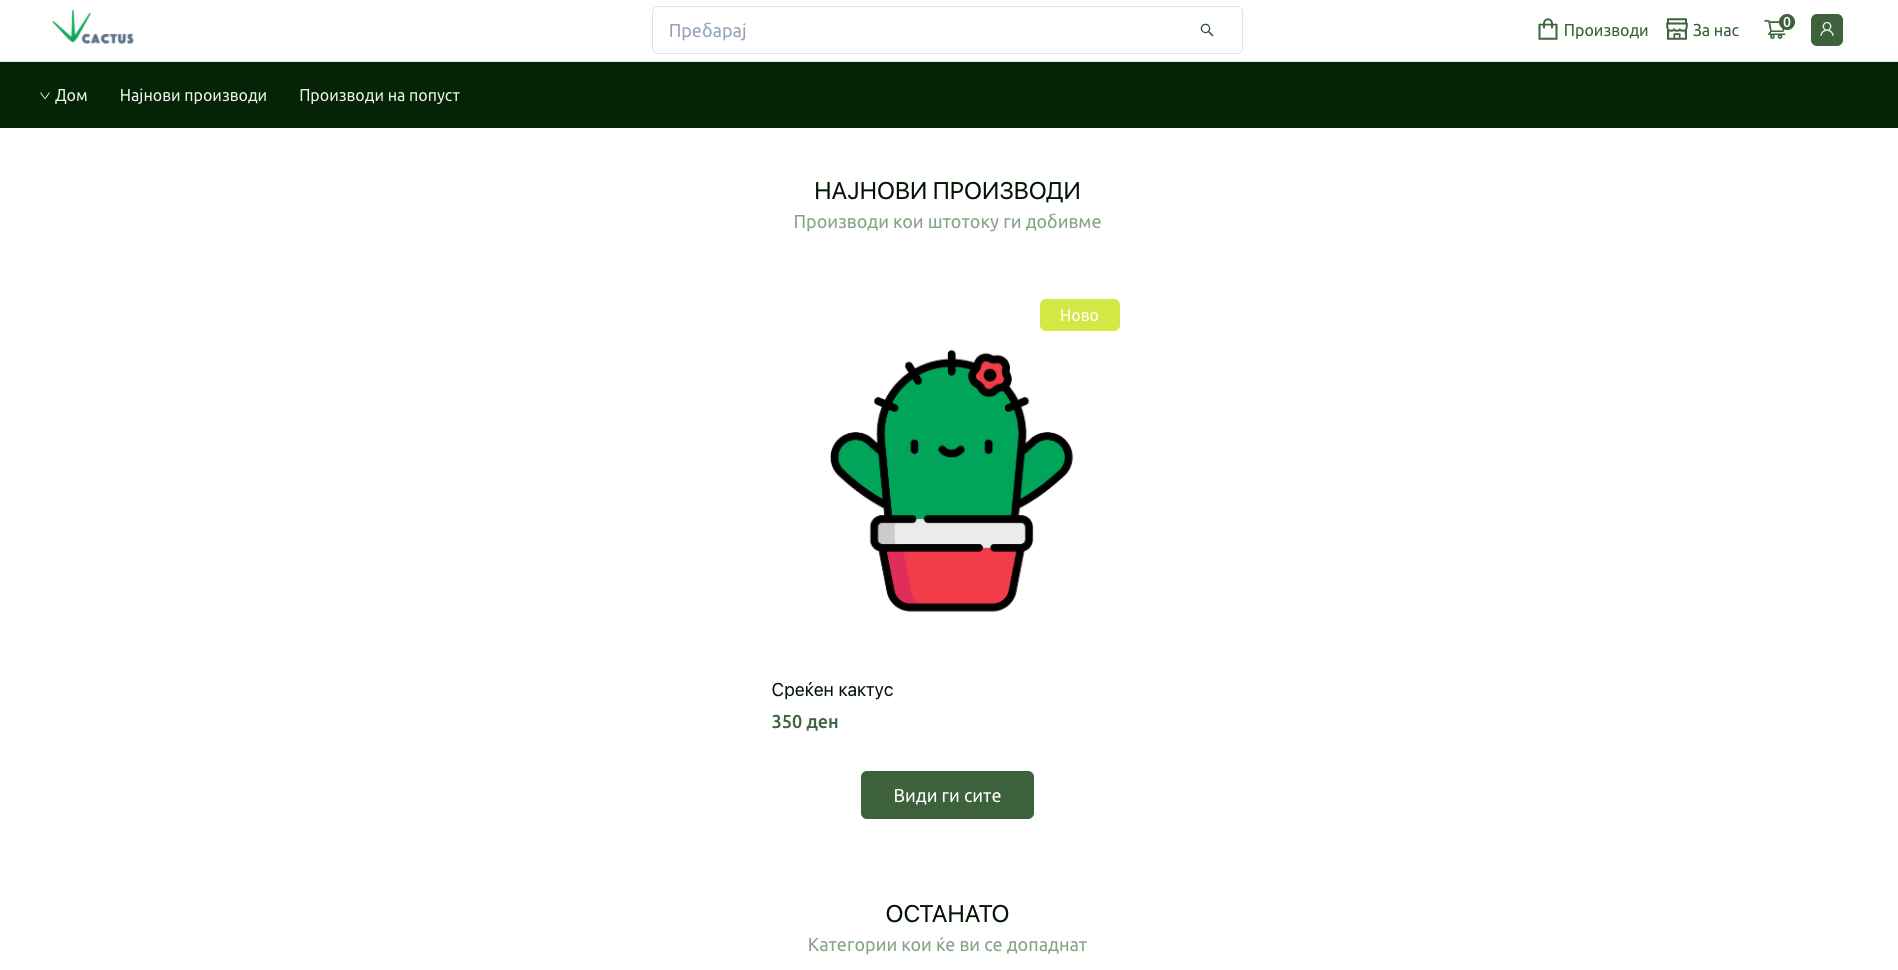 CACTUS
Пребарај
Производи
За нас
0
Дом
Најнови производи
Производи на попуст
НАЈНОВИ ПРОИЗВОДИ
Производи кои штотоку ги добивме
Ново
Среќен кактус
350 ден
Види ги сите
ОСТАНАТО
Категории кои ќе ви се допаднат